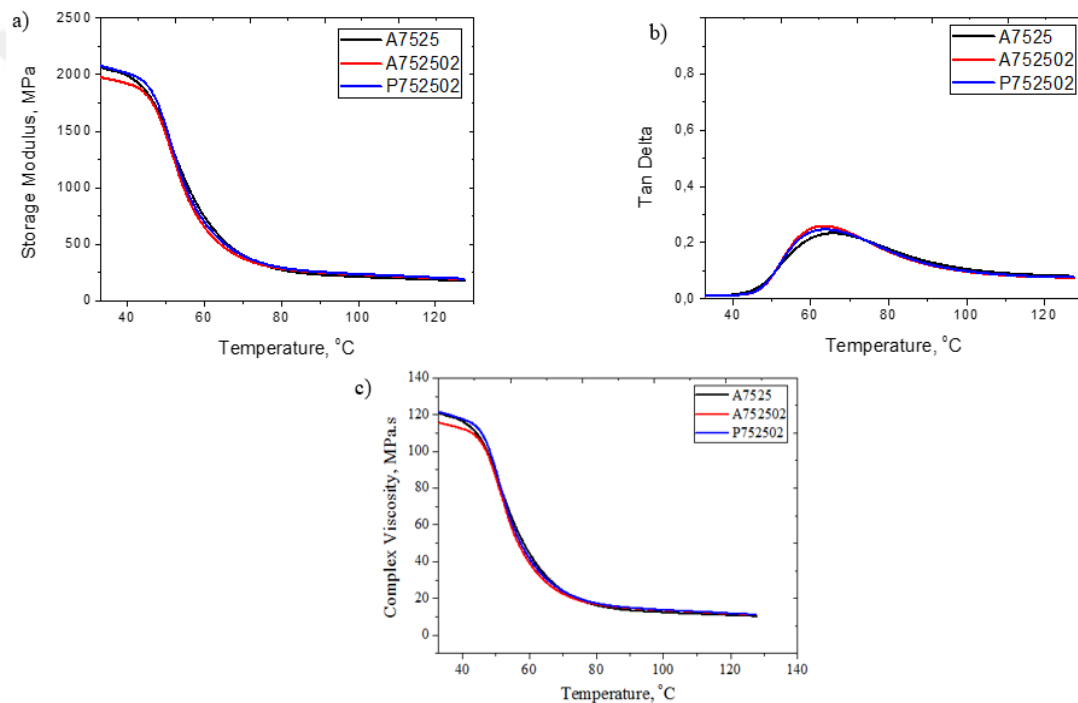 a)
2500
2000
1500
1000
500
0
Storage Modulus, MPa
A7525
A752502
P752502
40 60 80 100 120
Temperature, °C
b)
0,8
0,6
0,4
0,2
0,0
Tan Delta
A7525
A752502
P752502
40 60 80 100 120
Temperature, °C
c)
140
120
100
80
60
40
20
0
Complex Viscosity, MPa.s
A7525
A752502
P752502
40 60 80 100 120 140
Temperature, °C